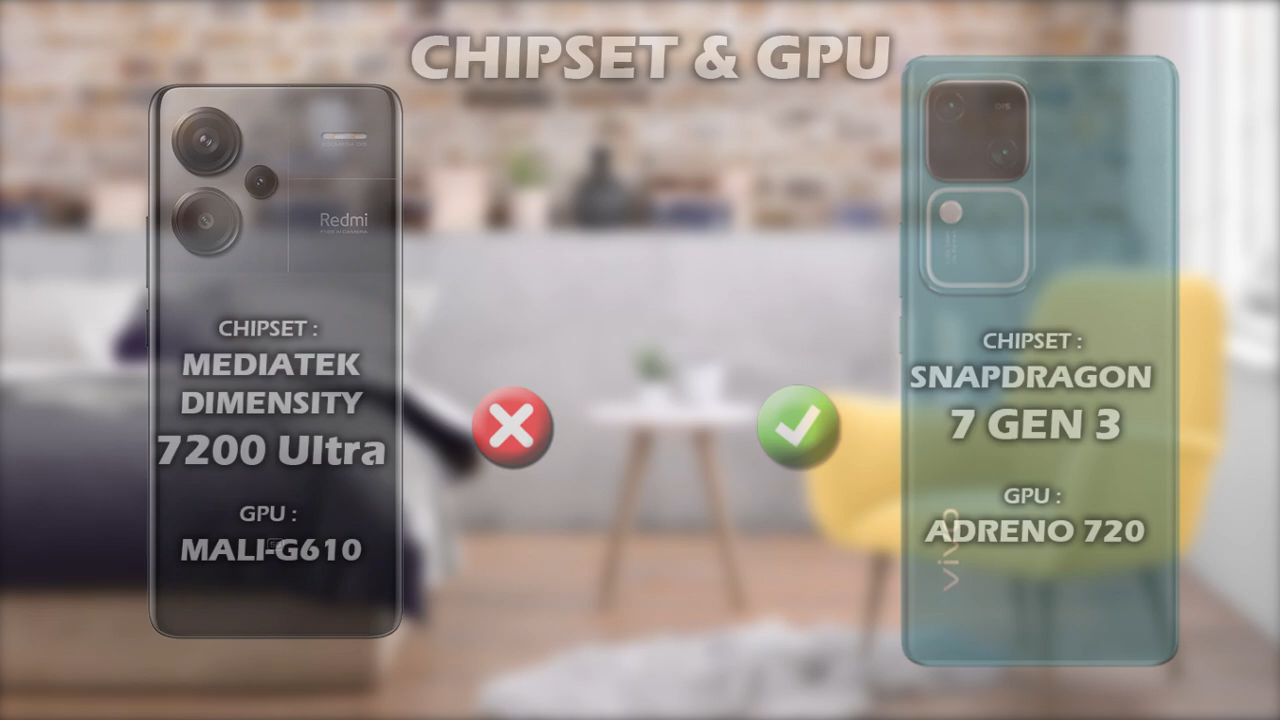 CHIPSET & GPU
Redmi
CHIPSET :
MEDIATEK
DIMENSITY
7200 Ultra
GPU :
MALI-G610
CHIPSET :
SNAPDRAGON
7 GEN 3
GPU :
ADRENO 720
vivo